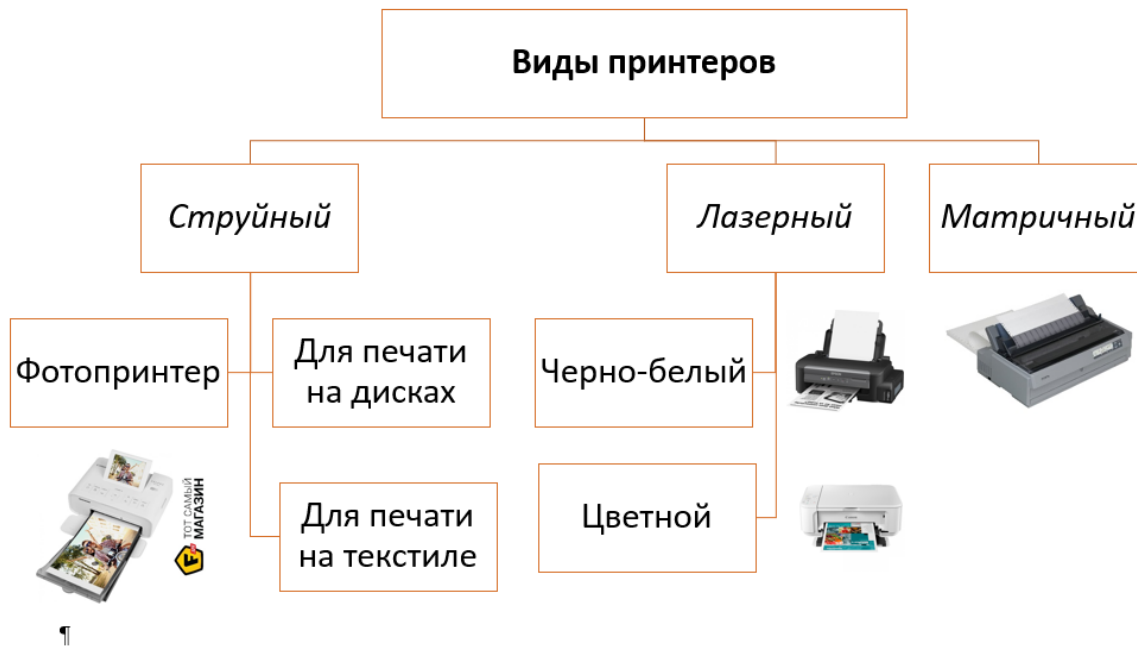 Виды принтеров
Струйный
Лазерный
Матричный
Фотопринтер
Для печати
на дисках
Черно-белый
Для печати
на текстиле
Цветной
ТОТ САМЫЙ
МАГАЗИН
¶